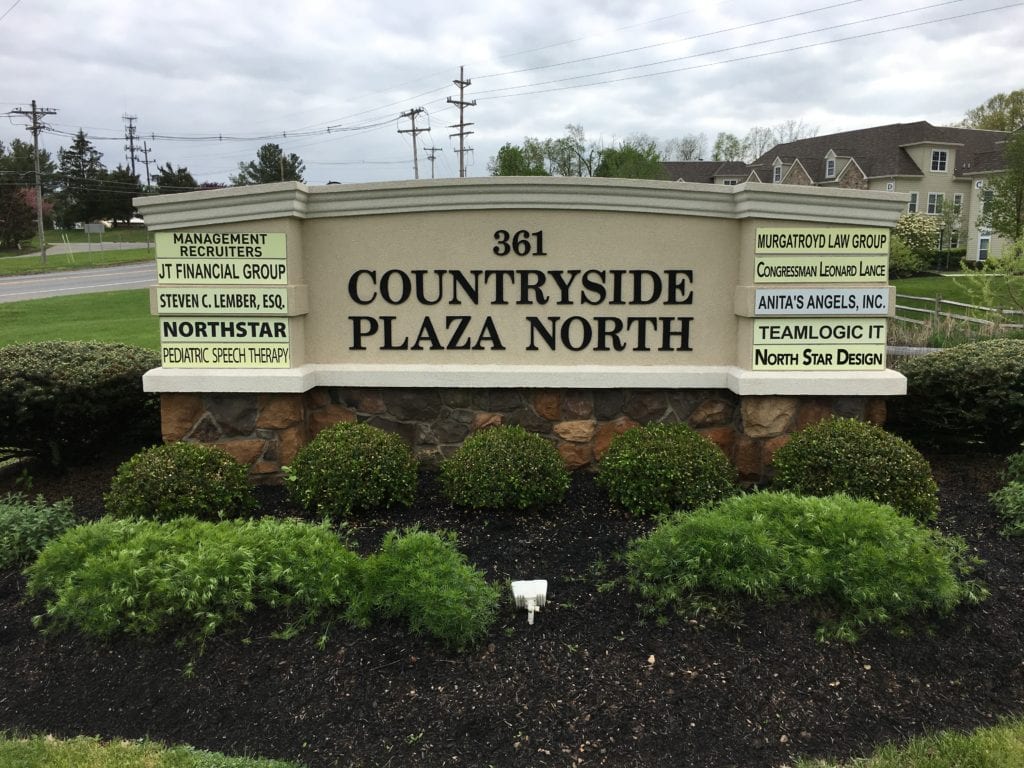 MANAGEMENT
RECRUITERS
JT FINANCIAL GROUP
STEVEN C. LEMBER, ESQ.
NORTHSTAR
PEDIATRIC SPEECH THERAPY
361
COUNTRYSIDE
PLAZA NORTH
MURGATROYD LAW GROUP
CONGRESSMAN LEONARD LANCE
ANITA'S ANGELS, INC.
TEAMLOGIC IT
NORTH STAR DESIGN